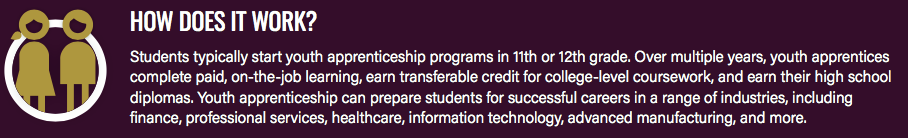 HOW DOES IT WORK?
Students typically start youth apprenticeship programs in 11th or 12th grade. Over multiple years, youth apprentices
complete paid, on-the-job learning, earn transferable credit for college-level coursework, and earn their high school
diplomas. Youth apprenticeship can prepare students for successful careers in a range of industries, including
finance, professional services, healthcare, information technology, advanced manufacturing, and more.